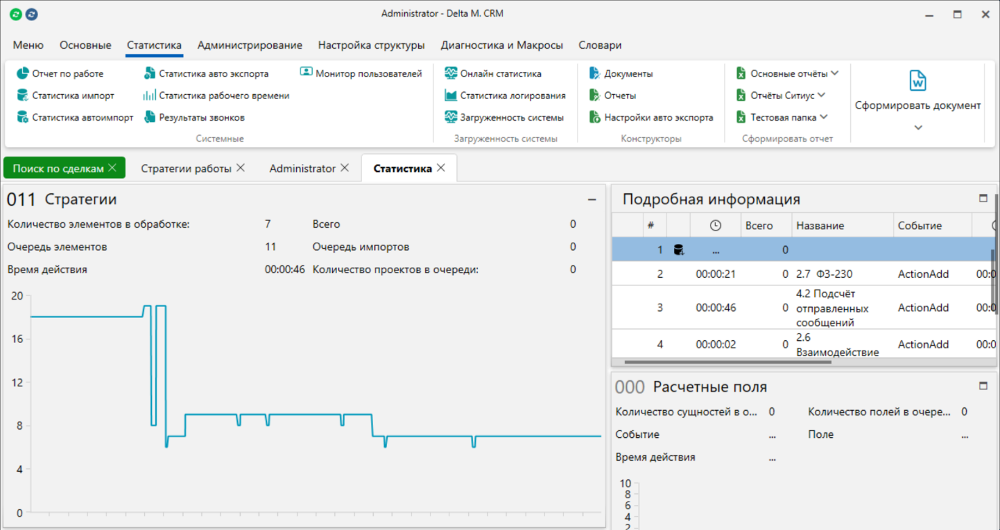 Administrator - Delta M. CRM
Меню Основные Статистика Администрирование Настройка структуры Диагностика и Макросы Словари
Отчет по работе Статистика авто экспорта Монитор пользователей Онлайн статистика Документы Основные отчёты
Статистика импорт Статистика рабочего времени Статистика логирования Отчеты Отчёты Ситиус
Сформировать документ
Статистика автоимпорт Результаты звонков Загруженность системы Настройки авто экспорта Тестовая папка
Системные Загруженность системы Конструкторы Сформировать отчет
Поиск по сделкам Стратегии работы Administrator Статистика
011 Стратегии
Количество элементов в обработке: 7 Всего 0
Очередь элементов 11 Очередь импортов 0
Время действия 00:00:46 Количество проектов в очереди: 0
20
16
12
8
4
0
Подробная информация
# Всего Название Событие
1 ... 0
2 00:00:21 0 2.7 ФЗ-230 ActionAdd 00:0
3 00:00:46 0 4.2 Подсчёт ActionAdd 00:0
отправленных
сообщений
4 00:00:02 0 2.6 ActionAdd 00:0
Взаимодействие
000 Расчетные поля
Количество сущностей в о... 0 Количество полей в очере... 0
Событие ... Поле ...
Время действия ...
10
8
6
4
2